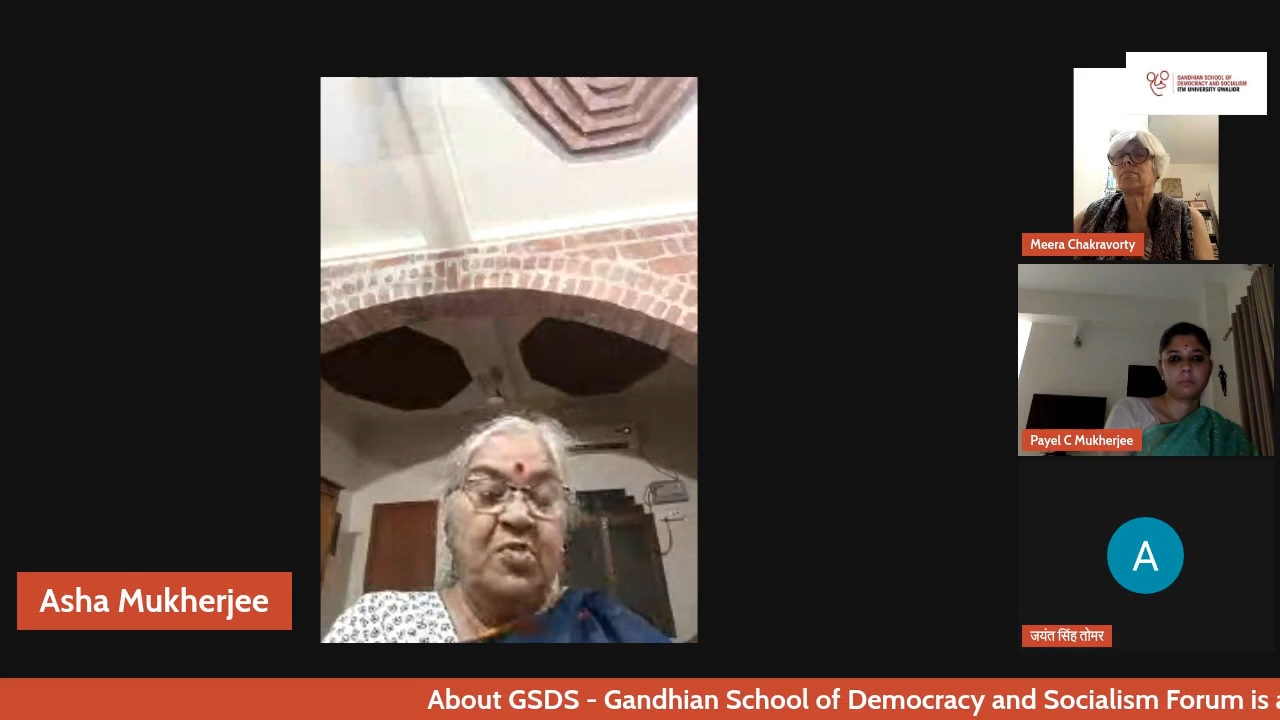 GANDHIAN SCHOOL OF
DEMOCRACY AND SOCIALISM
ITM UNIVERSITY GWALIOR
Meera Chakravorty
Payel C Mukherjee
A
जयंत सिंह तोमर
Asha Mukherjee
About GSDS - Gandhian School of Democracy and Socialism Forum is a